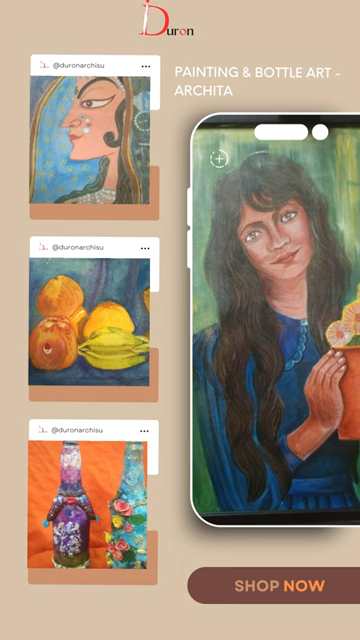 Duron
@duronarchisu
PAINTING & BOTTLE ART -
ARCHITA
@duronarchisu
@duronarchisu
SHOP NOW